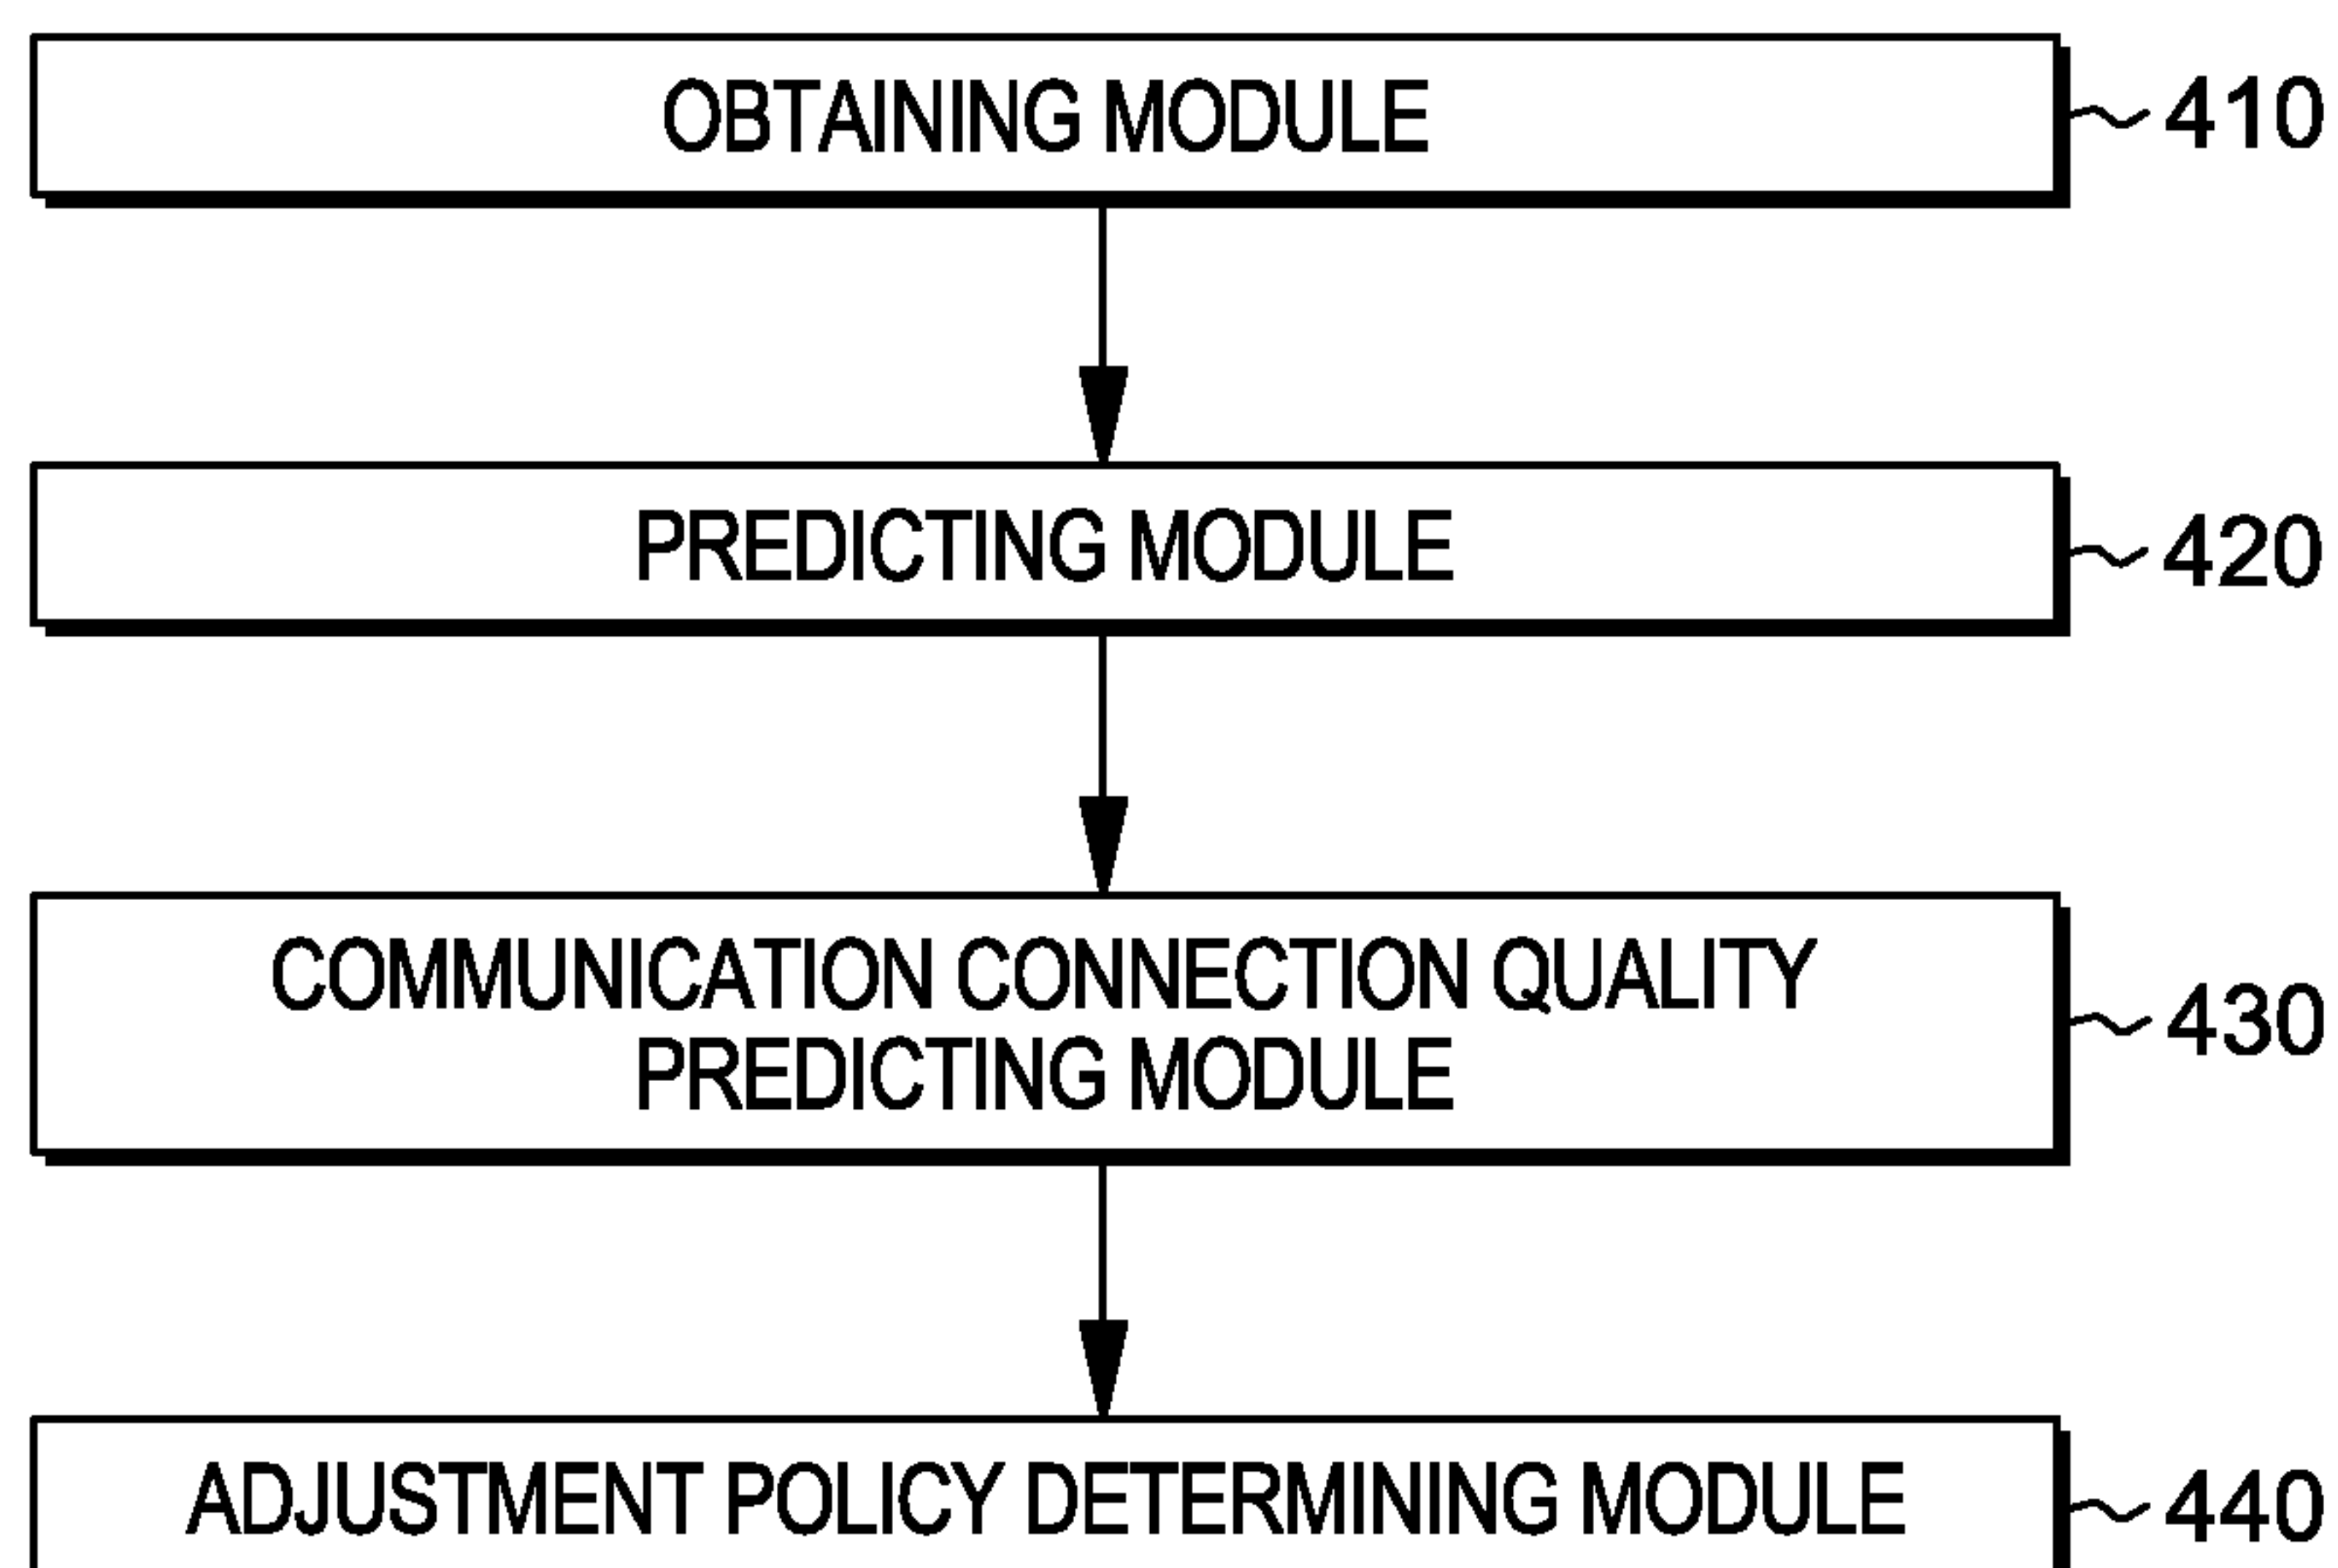 OBTAINING MODULE
410
PREDICTING MODULE
420
COMMUNICATION CONNECTION QUALITY
PREDICTING MODULE
430
ADJUSTMENT POLICY DETERMINING MODULE
440